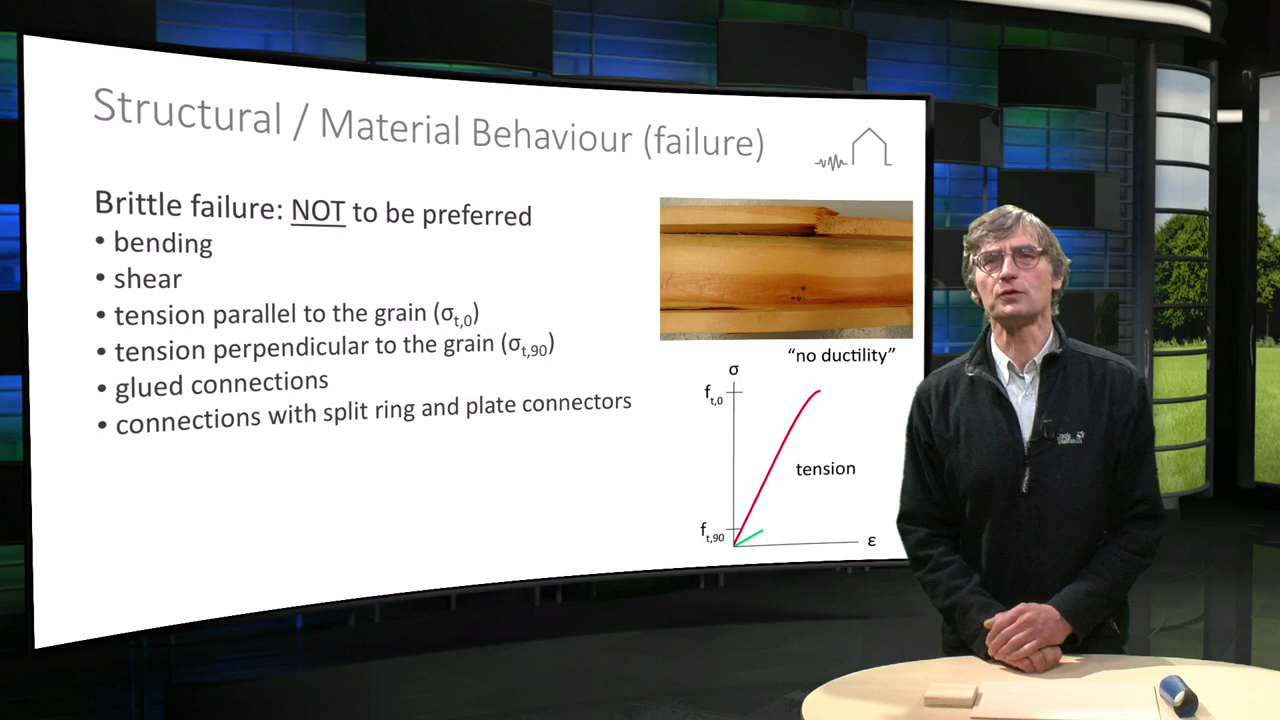 Structural / Material Behaviour (failure)
Brittle failure: NOT to be preferred
• bending
• shear
• tension parallel to the grain (σt,0)
• tension perpendicular to the grain (σt,90)
• glued connections
• connections with split ring and plate connectors
“no ductility”
σ
ft,0
tension
ft,90
ε